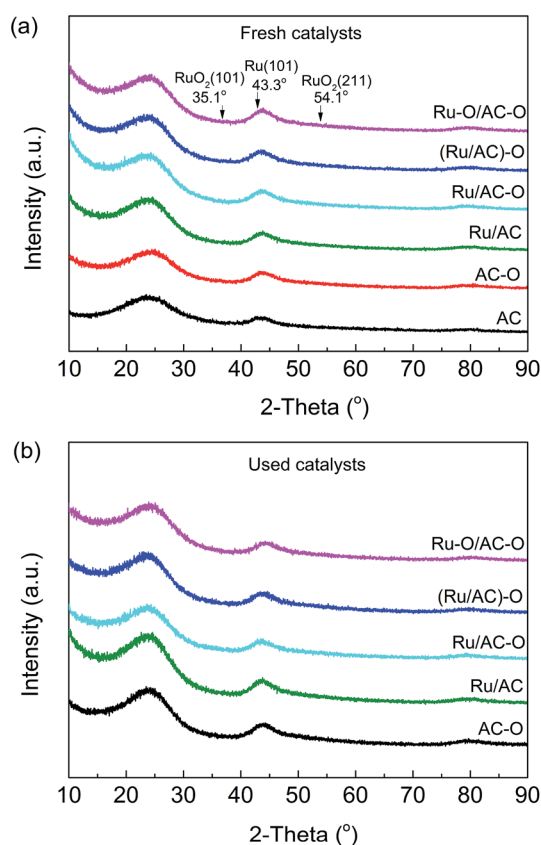 (a)
Fresh catalysts
RuO₂(101)
35.1°
Ru(101)
43.3°
RuO₂(211)
54.1°
Ru-O/AC-O
(Ru/AC)-O
Ru/AC-O
Ru/AC
AC-O
AC
Intensity (a.u.)
10 20 30 40 50 60 70 80 90
2-Theta (°)
(b)
Used catalysts
Ru-O/AC-O
(Ru/AC)-O
Ru/AC-O
Ru/AC
AC-O
Intensity (a.u.)
10 20 30 40 50 60 70 80 90
2-Theta (°)